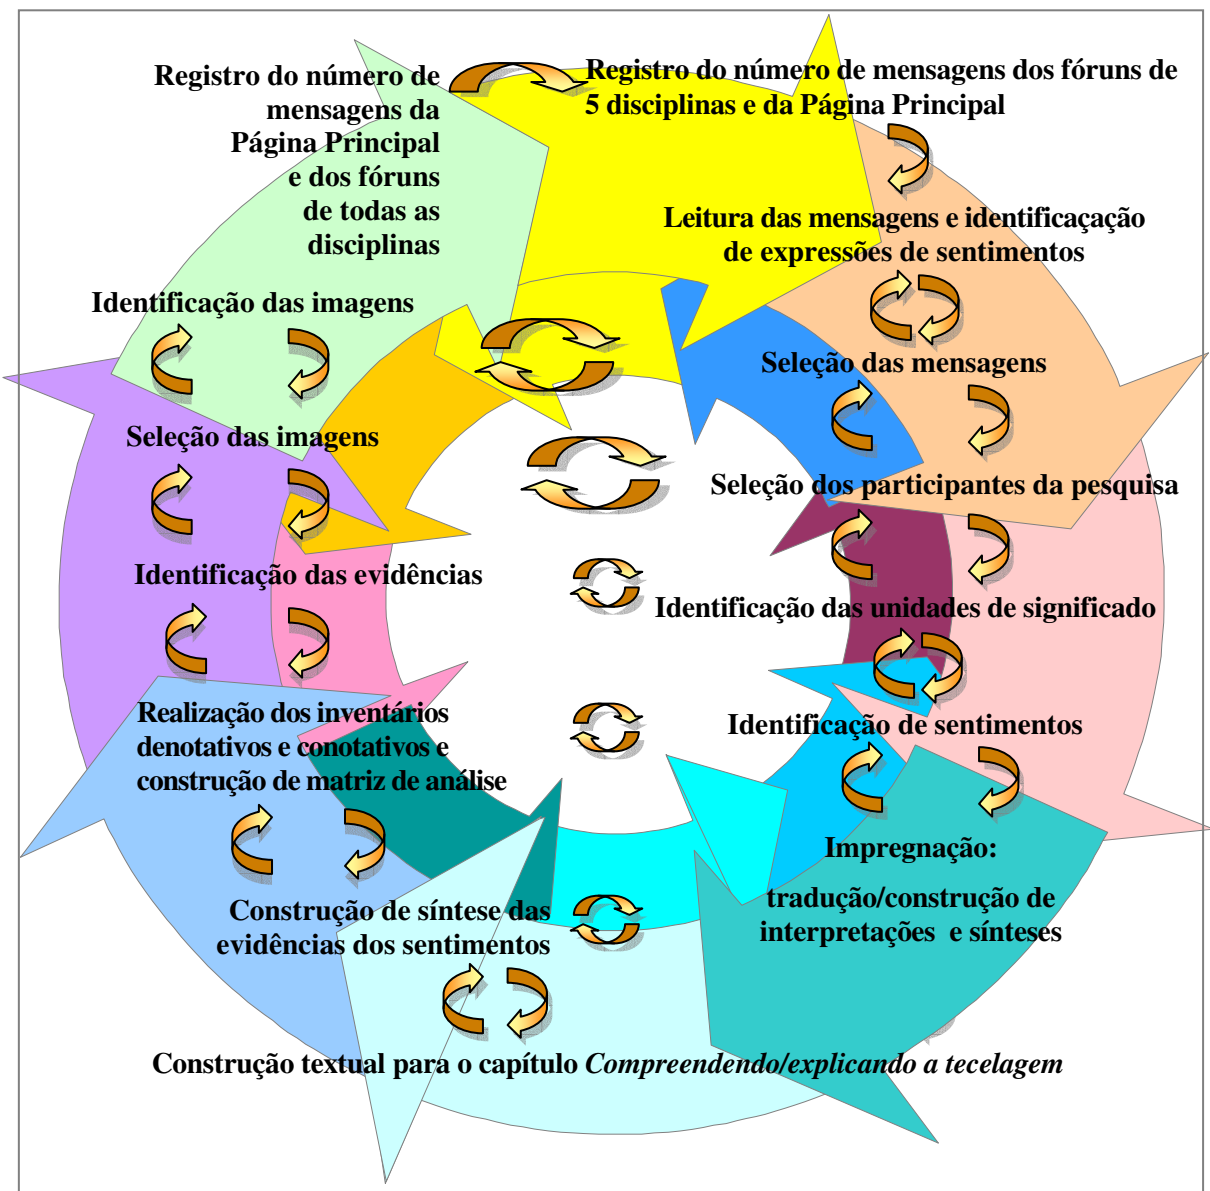 Registro do número de
mensagens da
Página Principal
e dos fóruns
de todas as
disciplinas
Registro do número de mensagens dos fóruns de
5 disciplinas e da Página Principal
Leitura das mensagens e identificaçação
de expressões de sentimentos
Identificação das imagens
Seleção das mensagens
Seleção das imagens
Seleção dos participantes da pesquisa
Identificação das evidências
Identificação das unidades de significado
Realização dos inventários
denotativos e conotativos e
construção de matriz de análise
Identificação de sentimentos
Impregnação:
tradução/construção de
interpretações e sínteses
Construção de síntese das
evidências dos sentimentos
Construção textual para o capítulo Compreendendo/explicando a tecelagem